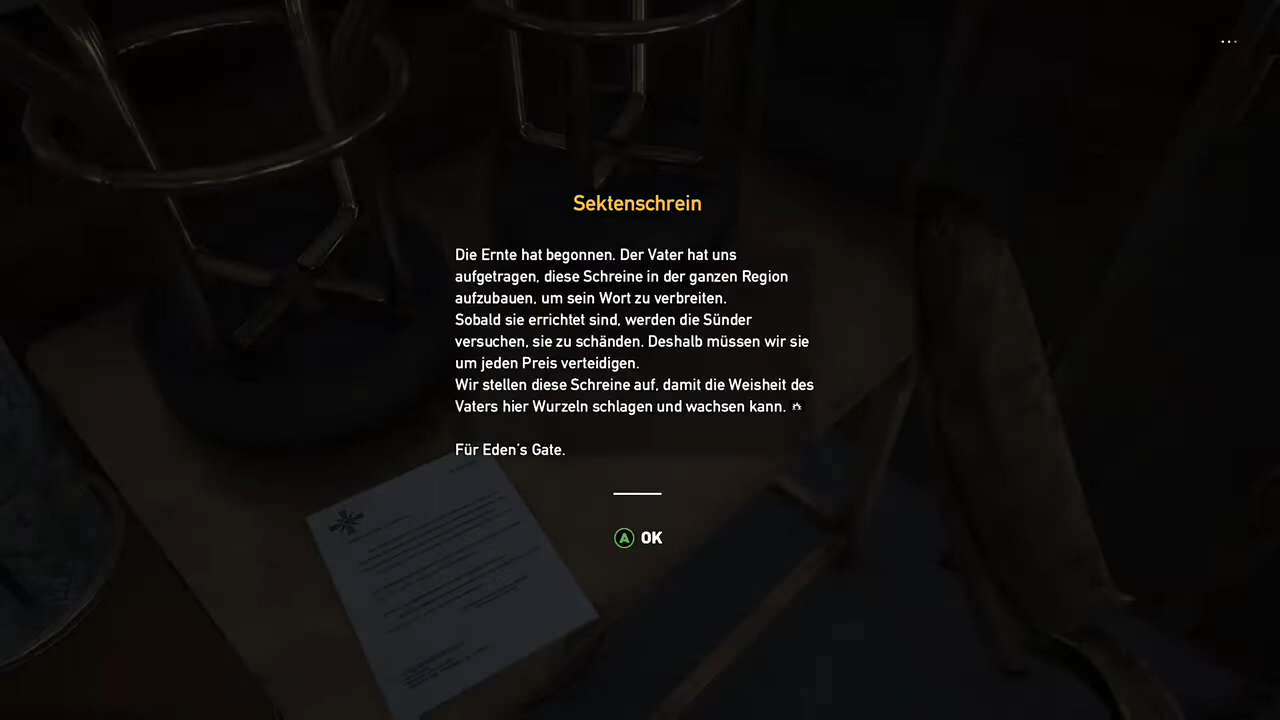 Sektenschrein
Die Ernte hat begonnen. Der Vater hat uns
aufgetragen, diese Schreine in der ganzen Region
aufzubauen, um sein Wort zu verbreiten.
Sobald sie errichtet sind, werden die Sünder
versuchen, sie zu schänden. Deshalb müssen wir sie
um jeden Preis verteidigen.
Wir stellen diese Schreine auf, damit die Weisheit des
Vaters hier Wurzeln schlagen und wachsen kann.
Für Eden's Gate.
A OK